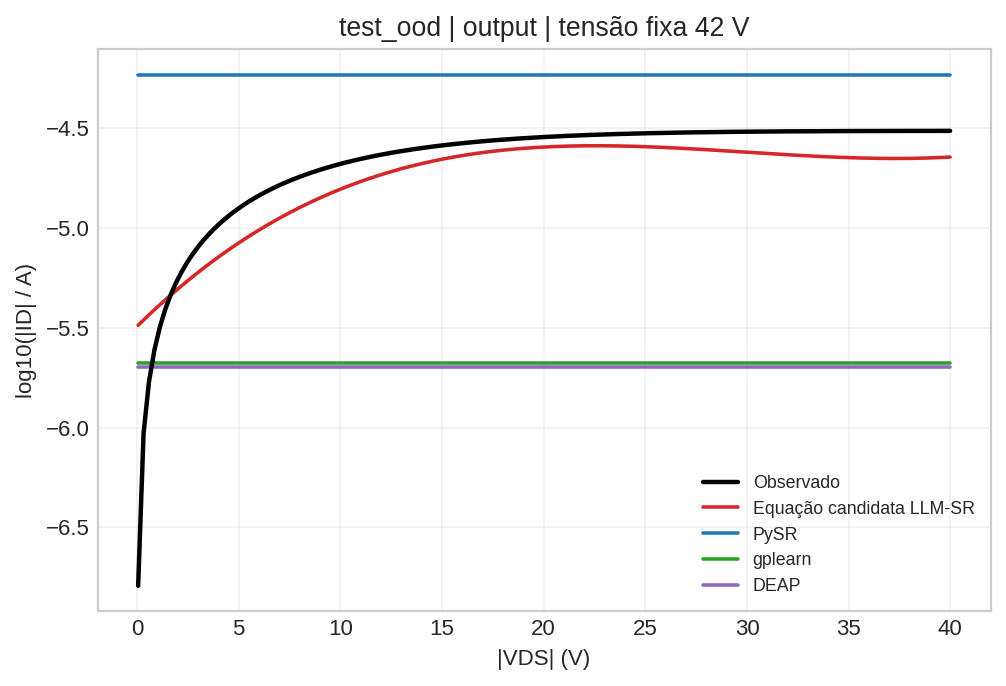 test_ood | output | tensão fixa 42 V
log10(|ID| / A)
−4.5
−5.0
−5.5
−6.0
−6.5
Observado
Equação candidata LLM-SR
PySR
gplearn
DEAP
0 5 10 15 20 25 30 35 40
|VDS| (V)